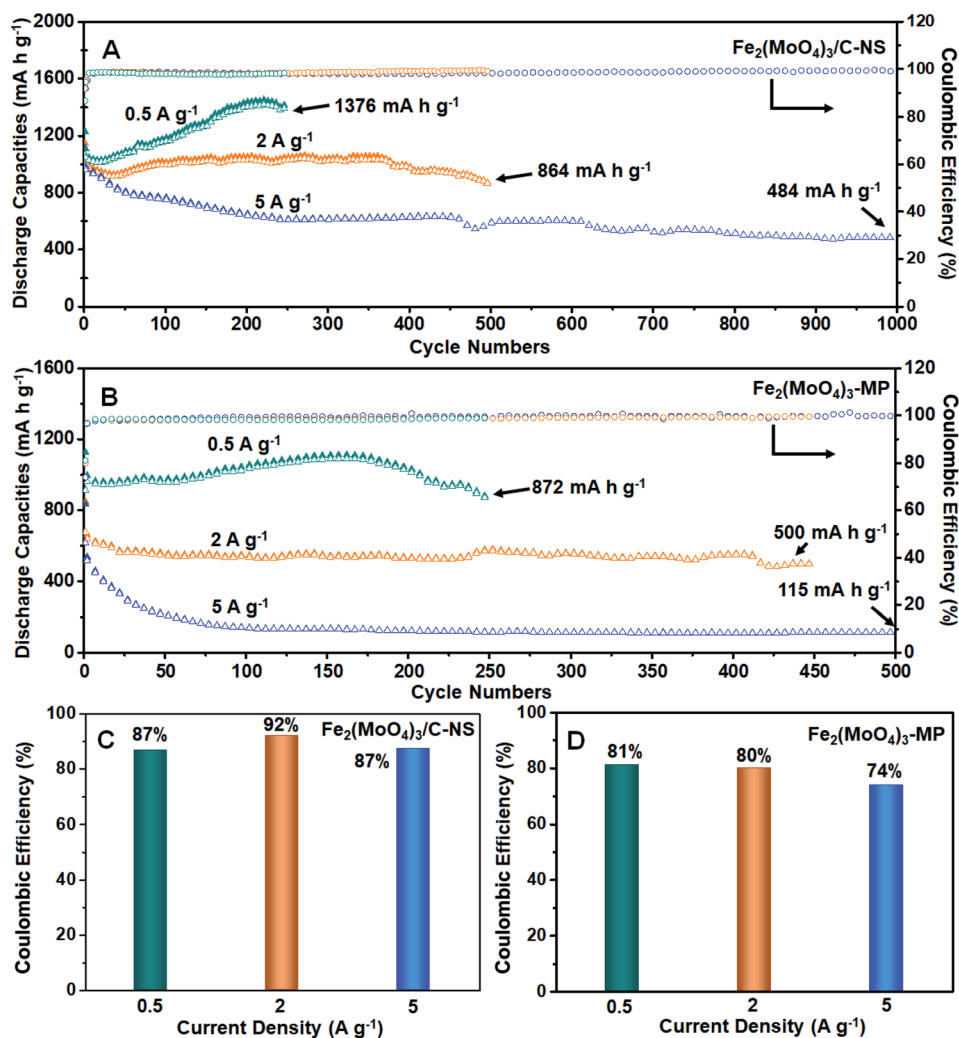 A
Fe₂(MoO₄)₃/C-NS
0.5 A g⁻¹
1376 mA h g⁻¹
2 A g⁻¹
864 mA h g⁻¹
5 A g⁻¹
484 mA h g⁻¹
2000
1600
1200
800
400
0
Discharge Capacities (mA h g⁻¹)
120
100
80
60
40
20
0
Coulombic Efficiency (%)
0 100 200 300 400 500 600 700 800 900 1000
Cycle Numbers
B
Fe₂(MoO₄)₃-MP
0.5 A g⁻¹
872 mA h g⁻¹
2 A g⁻¹
500 mA h g⁻¹
5 A g⁻¹
115 mA h g⁻¹
1600
1200
800
400
0
Discharge Capacities (mA h g⁻¹)
120
100
80
60
40
20
0
Coulombic Efficiency (%)
0 50 100 150 200 250 300 350 400 450 500
Cycle Numbers
C
Fe₂(MoO₄)₃/C-NS
87%
92%
87%
100
80
60
40
20
0
Coulombic Efficiency (%)
0.5 2 5
Current Density (A g⁻¹)
D
Fe₂(MoO₄)₃-MP
81%
80%
74%
100
80
60
40
20
0
Coulombic Efficiency (%)
0.5 2 5
Current Density (A g⁻¹)